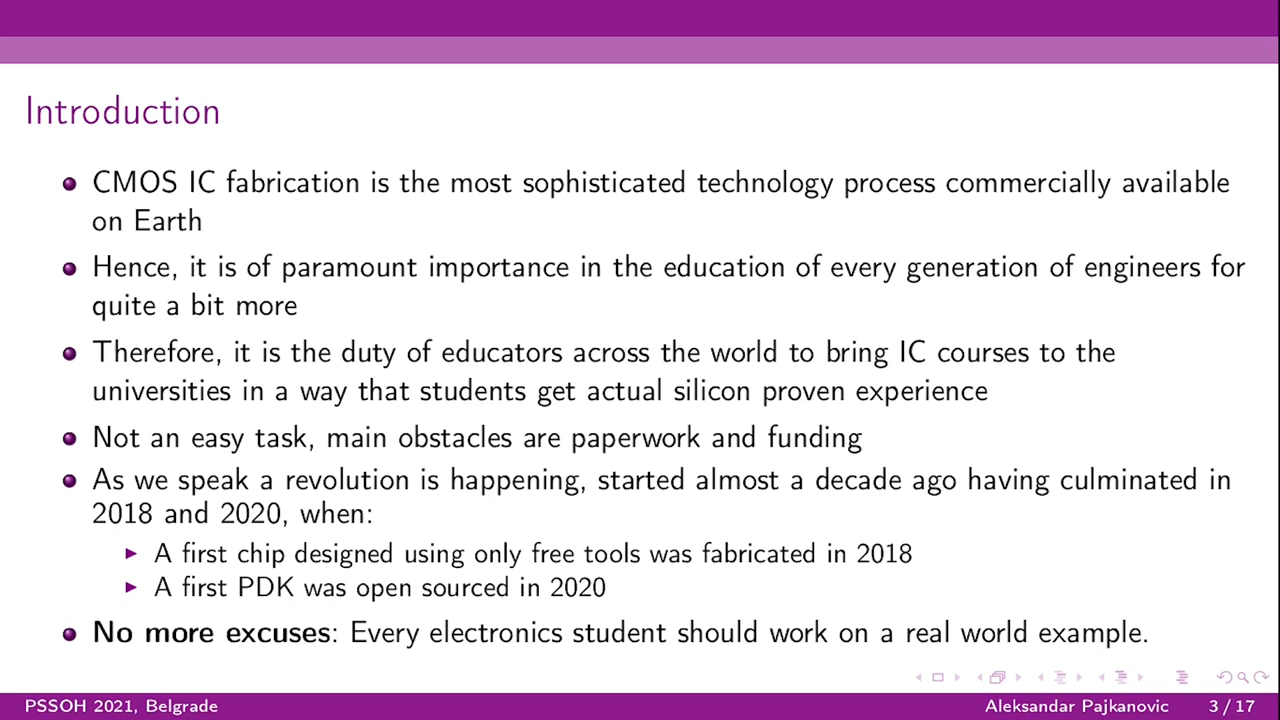 Introduction
CMOS IC fabrication is the most sophisticated technology process commercially available
on Earth
Hence, it is of paramount importance in the education of every generation of engineers for
quite a bit more
Therefore, it is the duty of educators across the world to bring IC courses to the
universities in a way that students get actual silicon proven experience
Not an easy task, main obstacles are paperwork and funding
As we speak a revolution is happening, started almost a decade ago having culminated in
2018 and 2020, when:
A first chip designed using only free tools was fabricated in 2018
A first PDK was open sourced in 2020
No more excuses: Every electronics student should work on a real world example.
PSSOH 2021, Belgrade
Aleksandar Pajkanovic
3 / 17